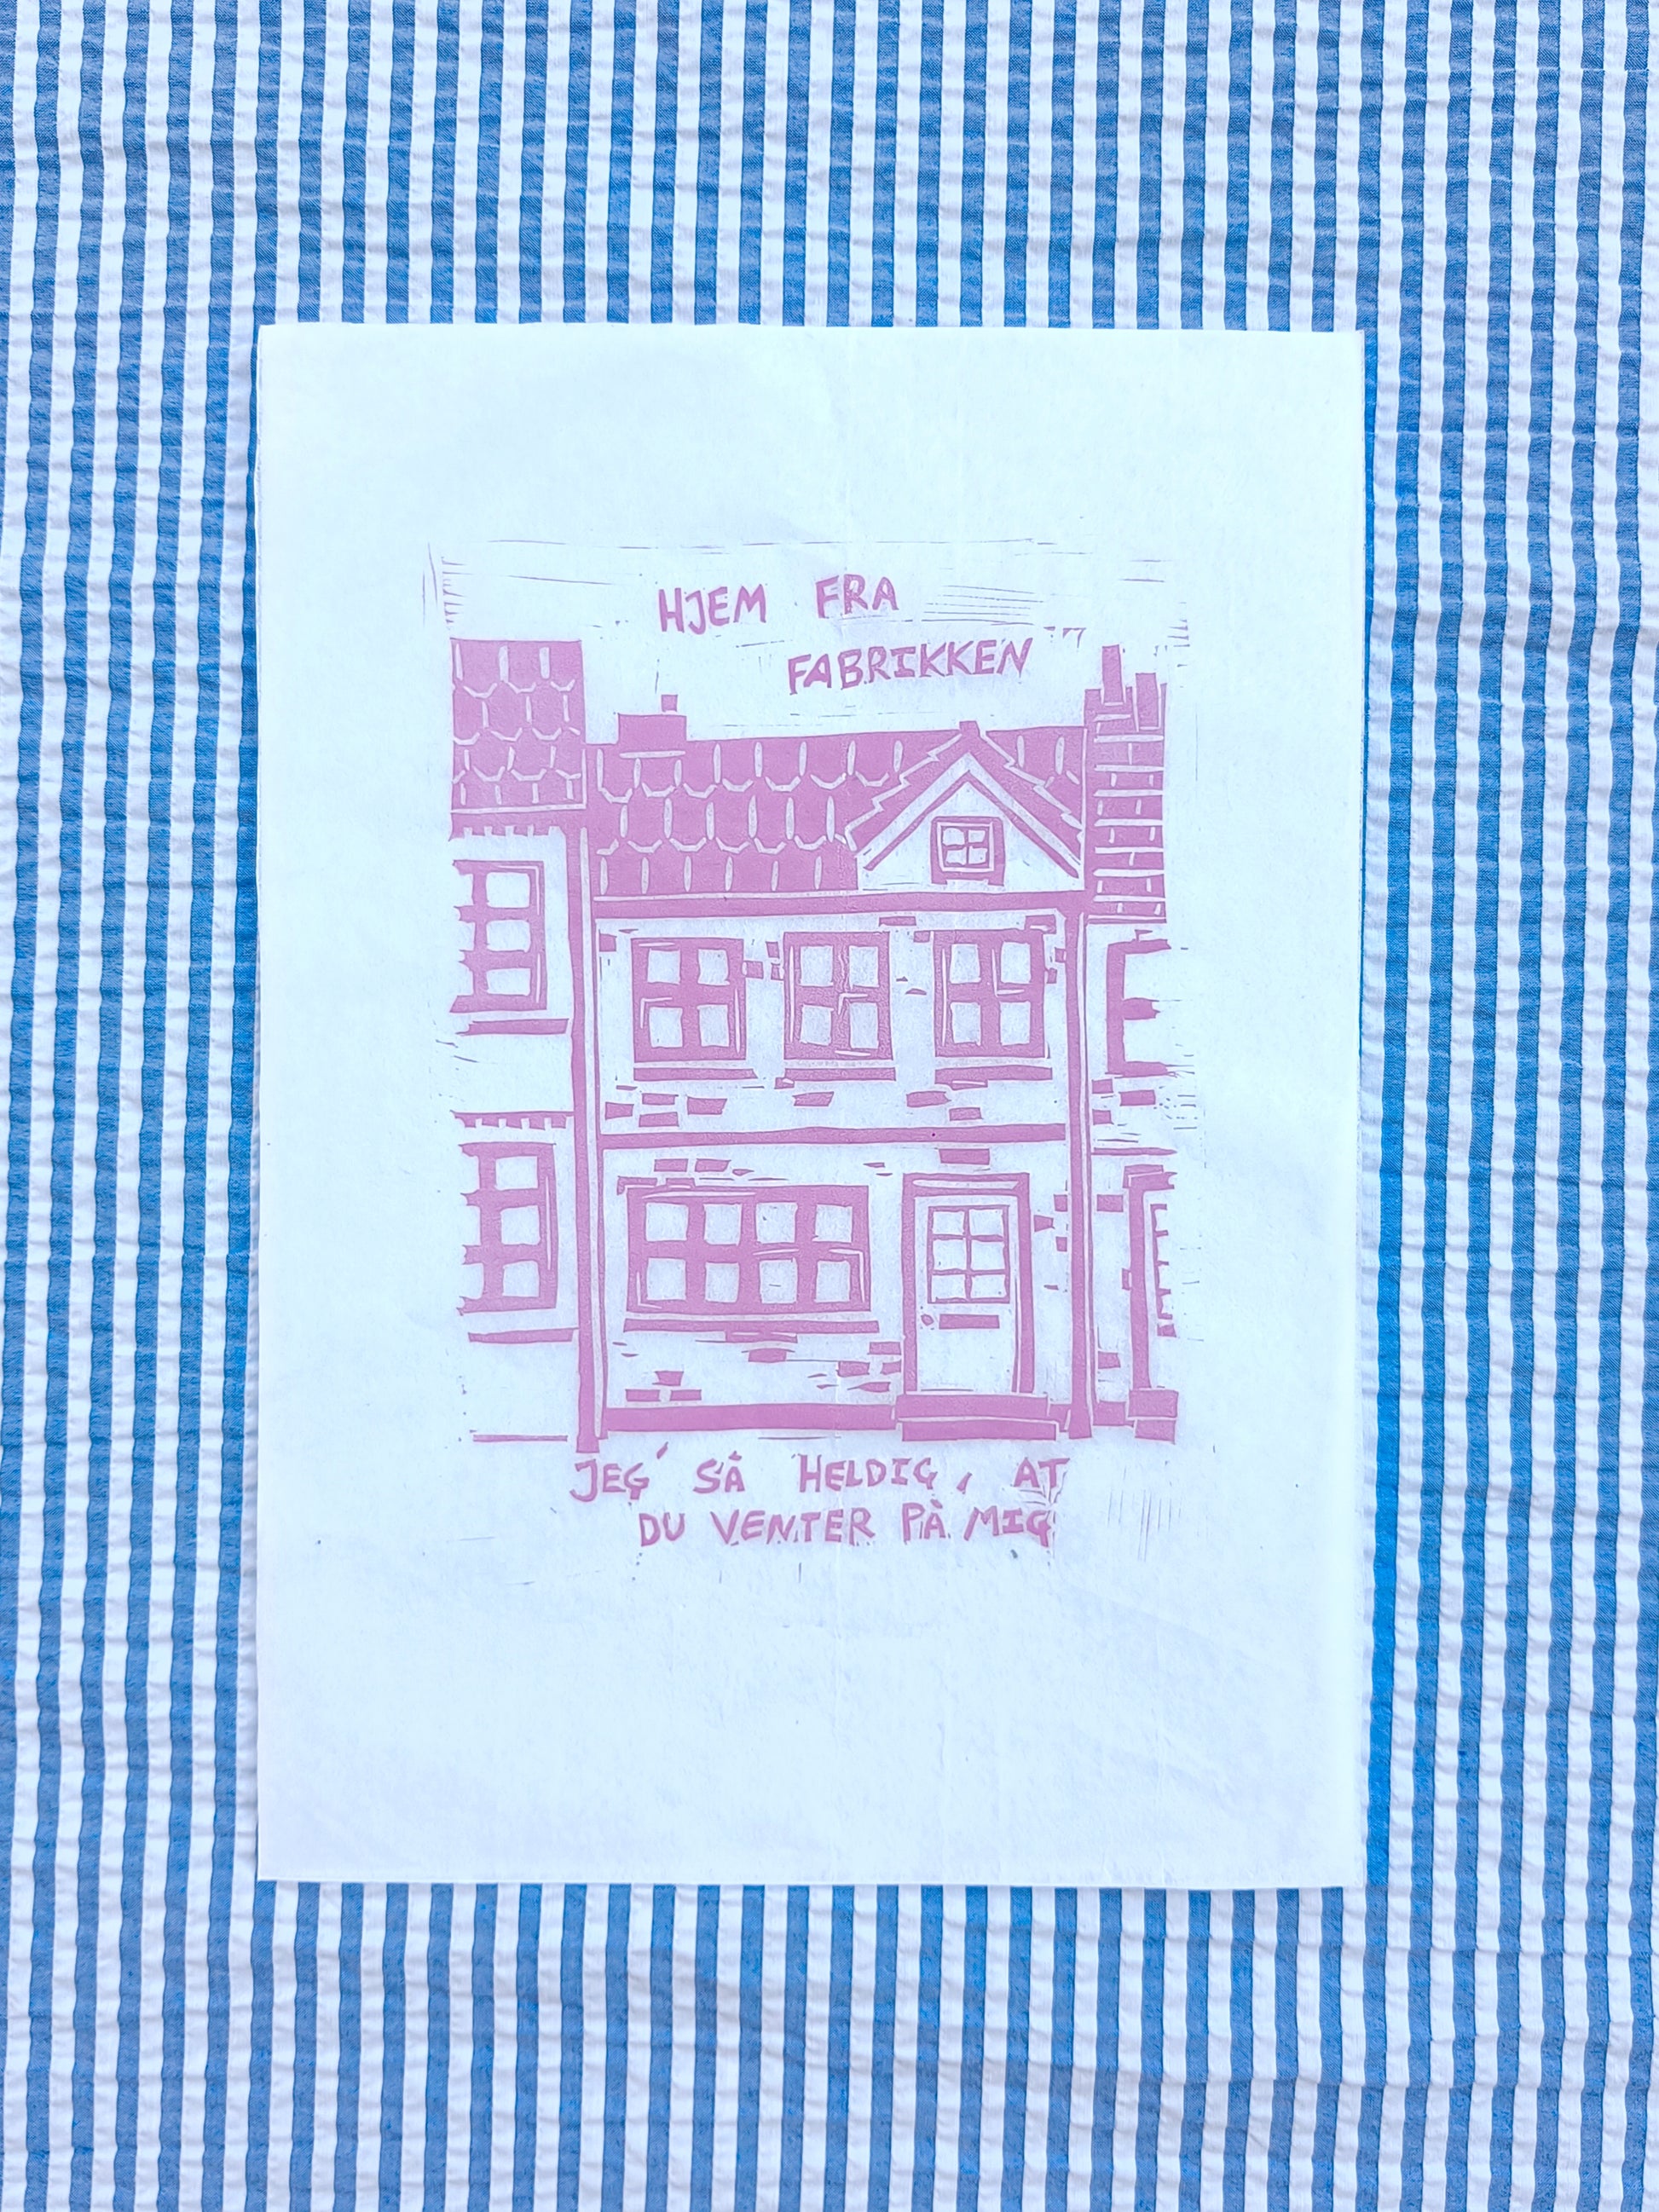 HJEM FRA
FABRIKKEN
JEG' SÅ HELDIG, AT
DU VENTER PÅ MIG